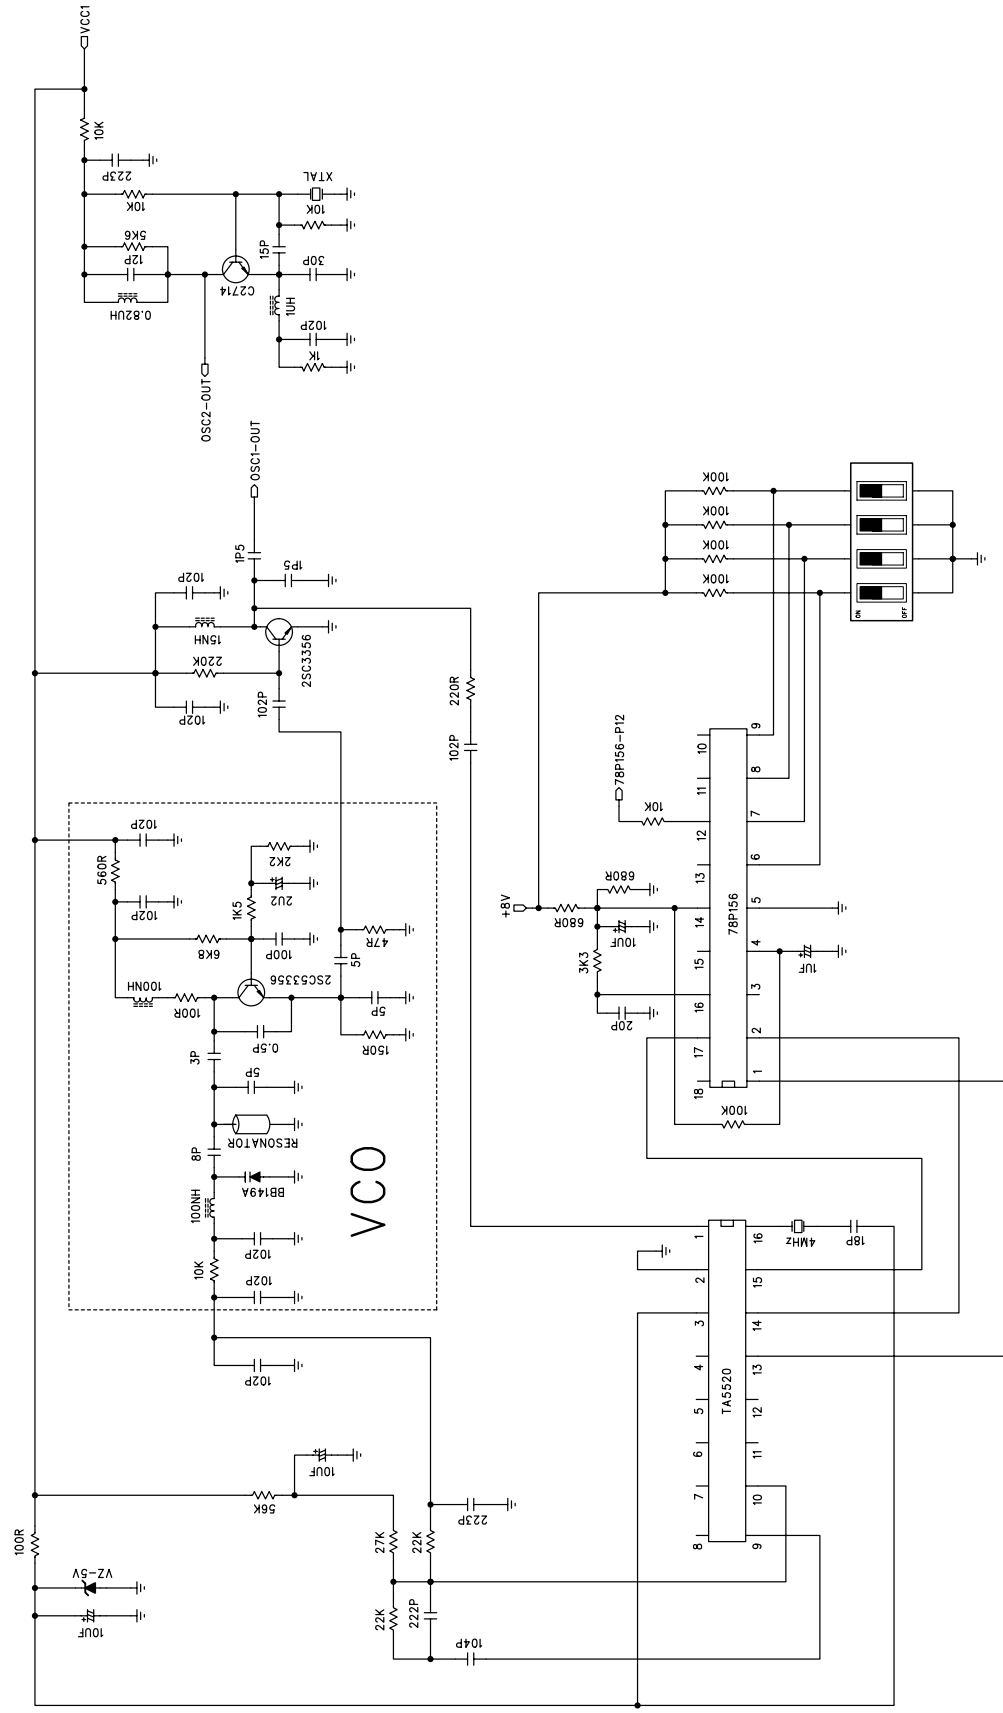 VCC1
10K
223P
10K
5K6
12P
0.82UH
C2714
OSC2-OUT
XTAL
10K
15P
30P
1UH
102P
1K
OSC1-OUT
1P5
1P5
102P
15NH
220K
102P
2SC3356
102P
220R
102P
102P
560R
102P
2K2
2U2
1K5
100P
6K8
100NH
100R
2SC53356
47R
5P
5P
150R
0.5P
3P
5P
RESONATOR
8P
BB149A
100NH
102P
10K
102P
VCO
102P
10UF
56K
100R
VZ-5V
10UF
27K
22K
223P
22K
222P
104P
100K
100K
100K
100K
ON
OFF
78P156-P12
10K
+8V
680R
680R
10UF
3K3
20P
10
11
12
13
14
15
16
17
18
78P156
9
8
7
6
5
4
3
2
1
1UF
100K
1
2
3
4
5
6
7
8
TA5520
16
15
14
13
12
11
10
9
4MHz
18P